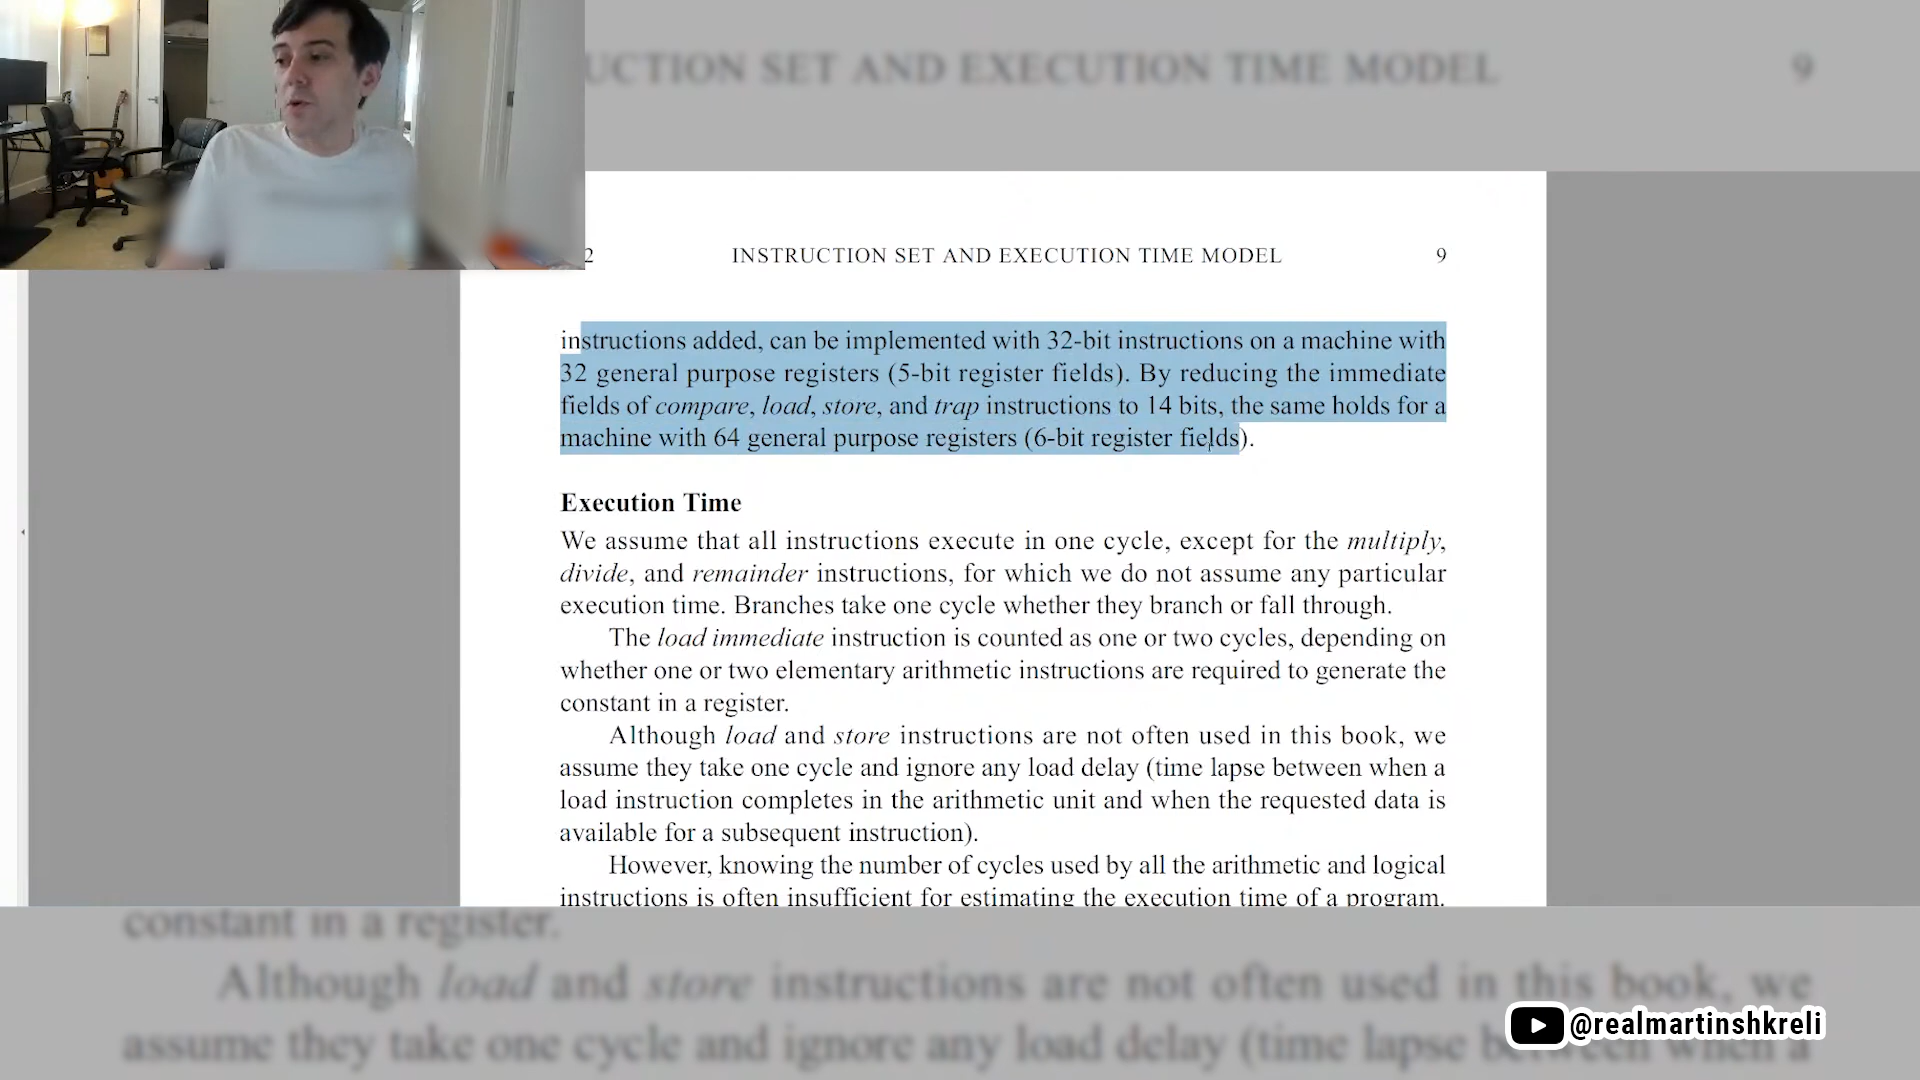 UCTION SET AND EXECUTION TIME MODEL 9
2 INSTRUCTION SET AND EXECUTION TIME MODEL 9
instructions added, can be implemented with 32-bit instructions on a machine with
32 general purpose registers (5-bit register fields). By reducing the immediate
fields of compare, load, store, and trap instructions to 14 bits, the same holds for a
machine with 64 general purpose registers (6-bit register fields).
Execution Time
We assume that all instructions execute in one cycle, except for the multiply,
divide, and remainder instructions, for which we do not assume any particular
execution time. Branches take one cycle whether they branch or fall through.
The load immediate instruction is counted as one or two cycles, depending on
whether one or two elementary arithmetic instructions are required to generate the
constant in a register.
Although load and store instructions are not often used in this book, we
assume they take one cycle and ignore any load delay (time lapse between when a
load instruction completes in the arithmetic unit and when the requested data is
available for a subsequent instruction).
However, knowing the number of cycles used by all the arithmetic and logical
instructions is often insufficient for estimating the execution time of a program.
constant in a register.
Although load and store instructions are not often used in this book, we
assume they take one cycle and ignore any load delay (time lapse between when a
@realmartinshkreli